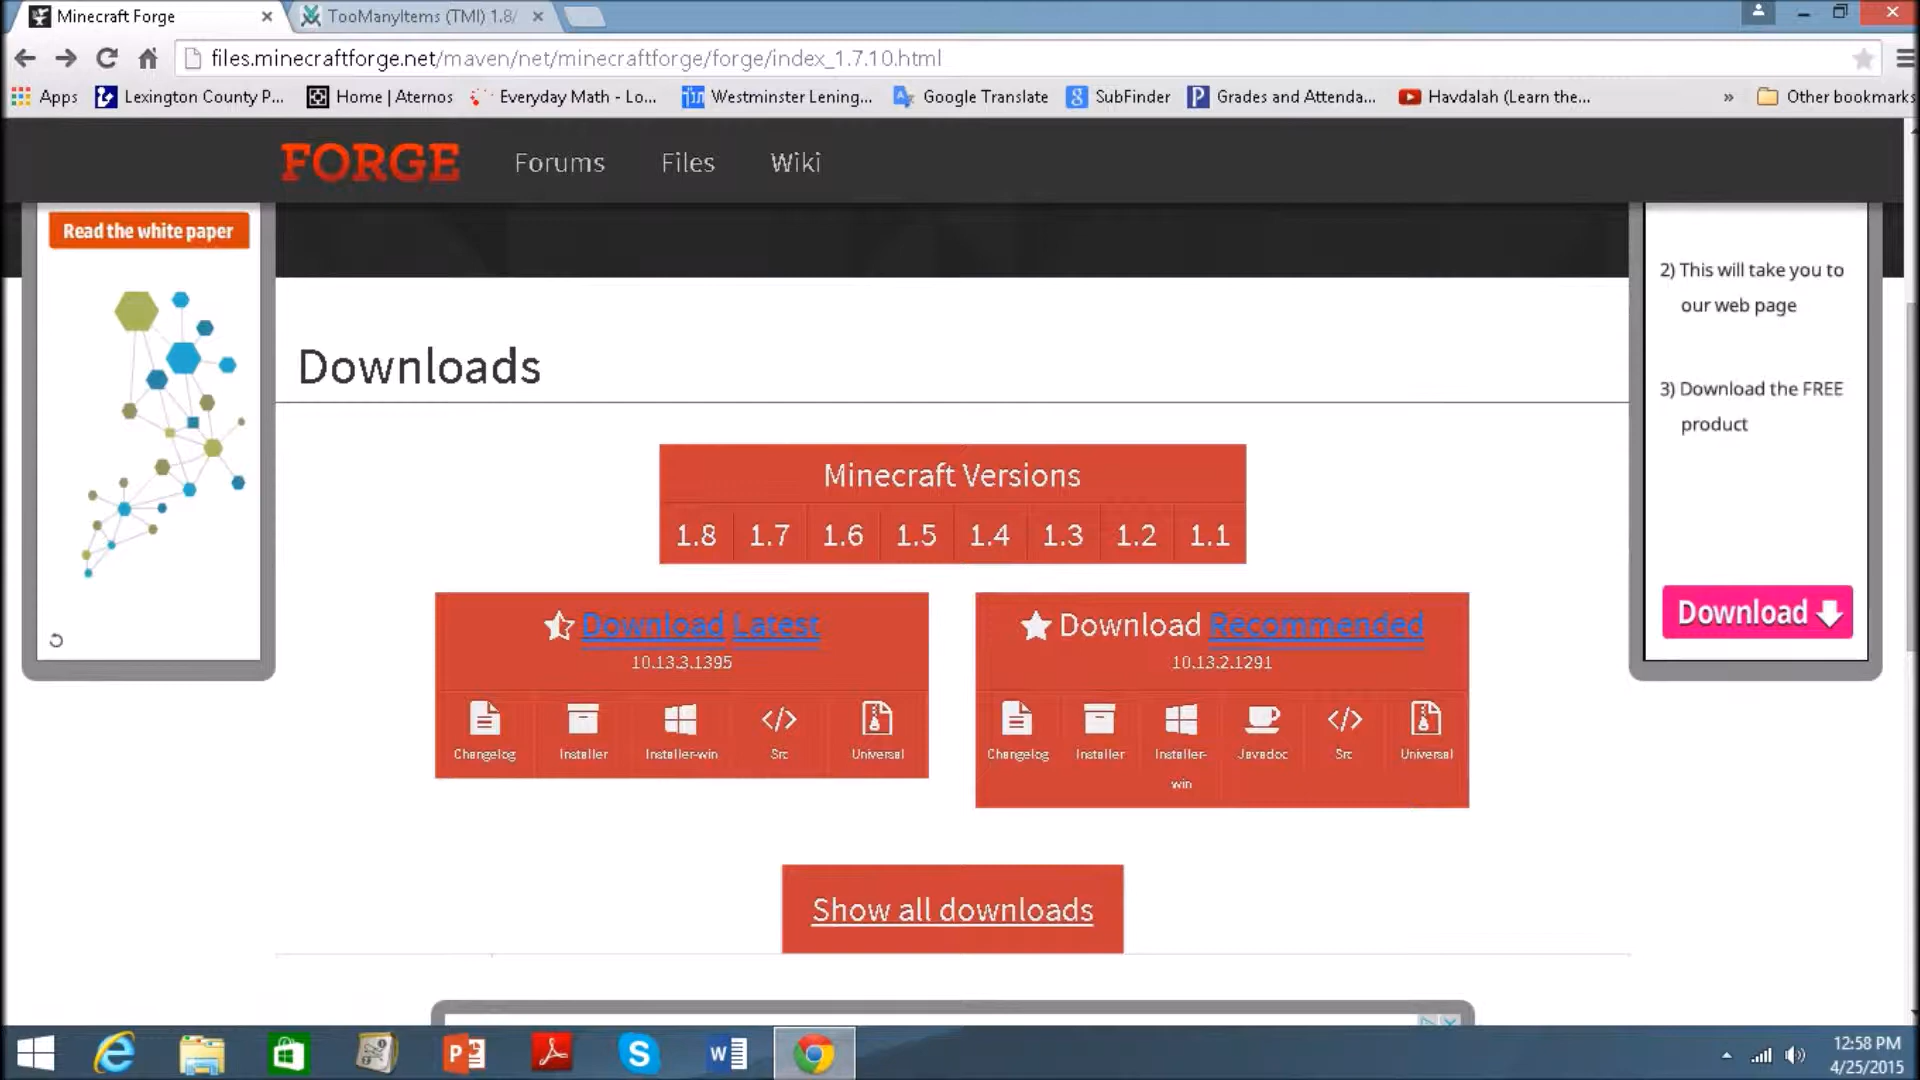 Minecraft Forge
TooManyItems (TMI) 1.8/
files.minecraftforge.net/maven/net/minecraftforge/forge/index_1.7.10.html
Apps Lexington County P... Home | Aternos Everyday Math - Lo... Westminster Lening... Google Translate SubFinder Grades and Attenda... Havdalah (Learn the... » Other bookmarks
FORGE Forums Files Wiki
Read the white paper
2) This will take you to
our web page
3) Download the FREE
product
Download
Downloads
Minecraft Versions
1.8 1.7 1.6 1.5 1.4 1.3 1.2 1.1
Download Latest
10.13.3.1395
Changelog Installer Installer-win Src Universal
Download Recommended
10.13.2.1291
Changelog Installer Installer- Javadoc Src Universal
win
Show all downloads
12:58 PM
4/25/2015